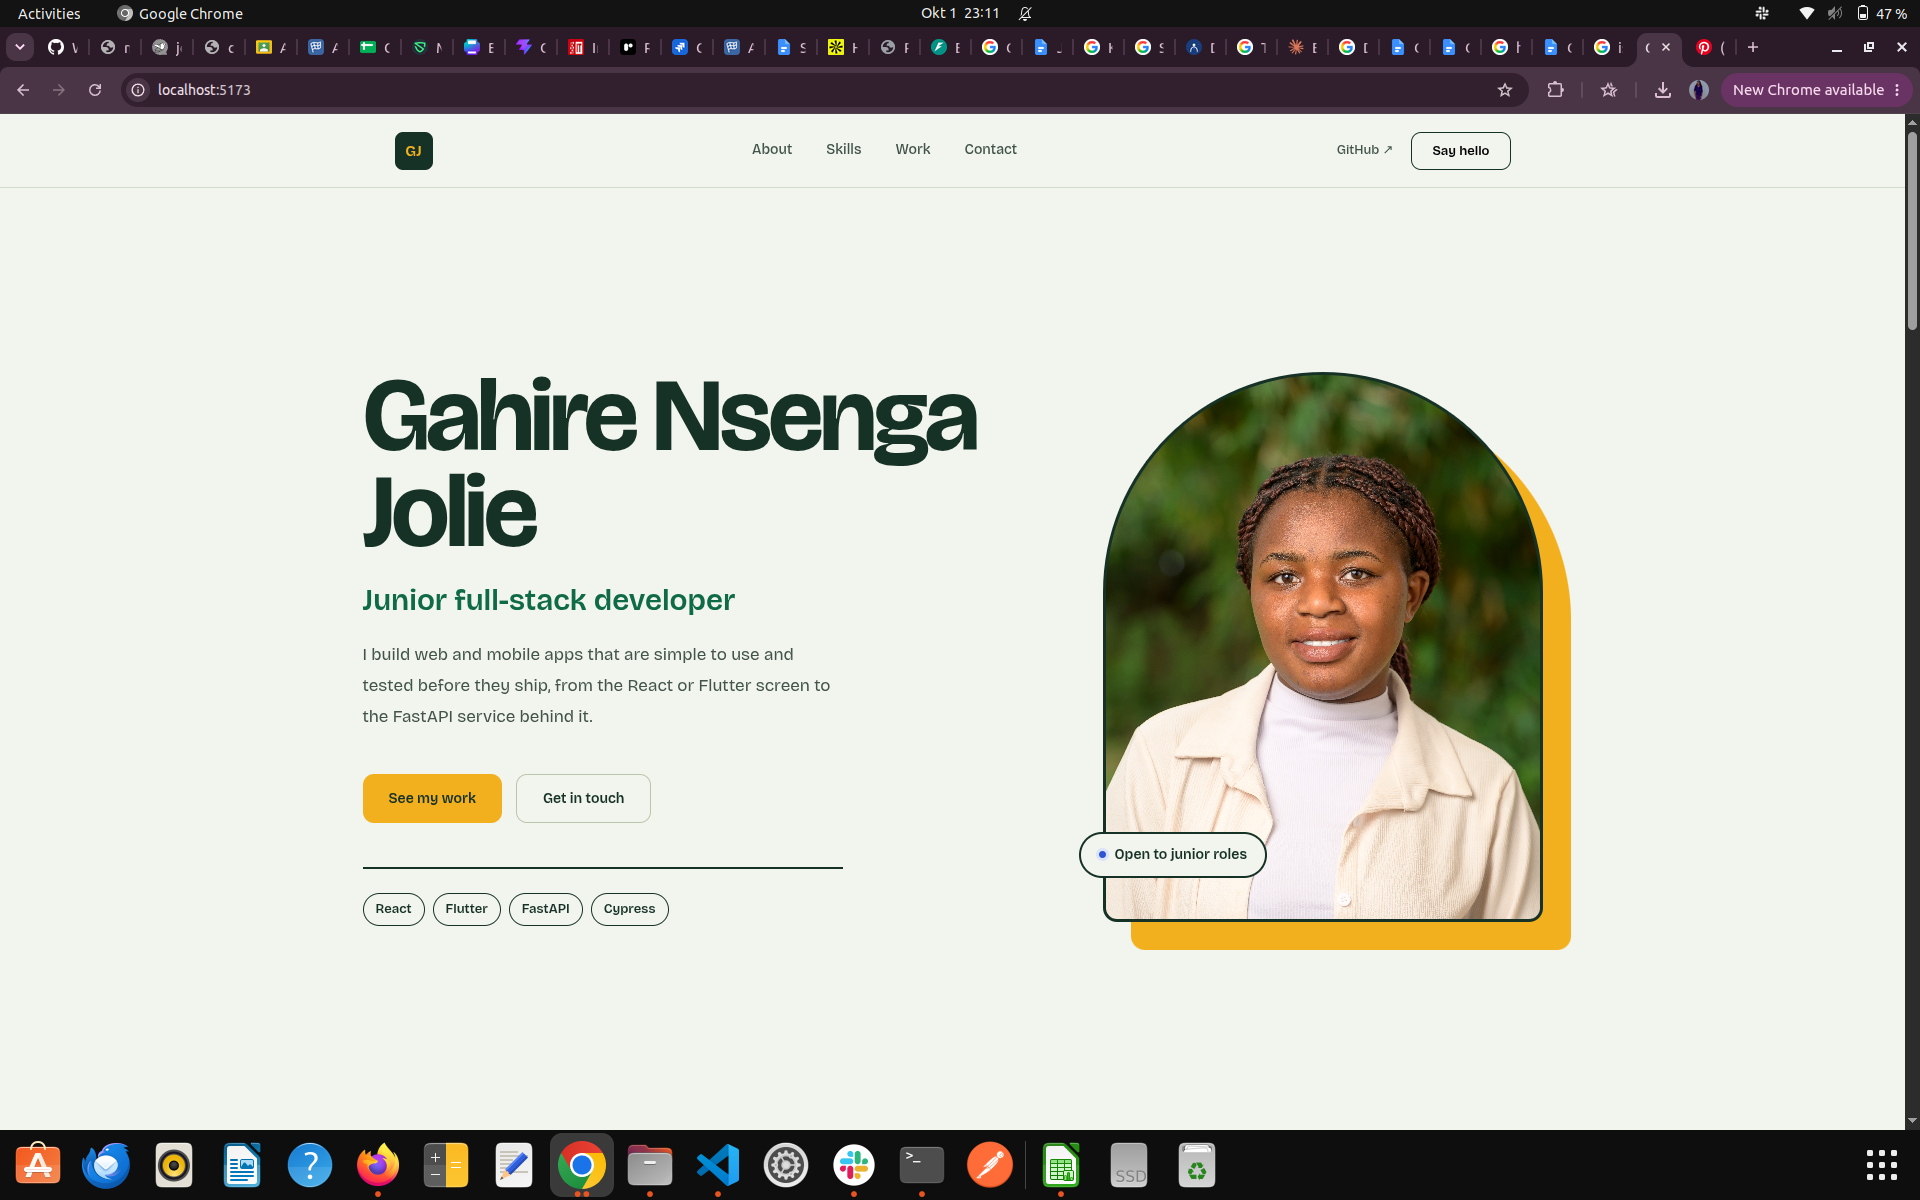 Activities
Google Chrome
Okt 1 23:11
47 %
localhost:5173
New Chrome available
GJ
About
Skills
Work
Contact
GitHub ↗
Say hello
Gahire Nsenga
Jolie
Junior full-stack developer
I build web and mobile apps that are simple to use and
tested before they ship, from the React or Flutter screen to
the FastAPI service behind it.
See my work
Get in touch
Open to junior roles
React
Flutter
FastAPI
Cypress
SSD